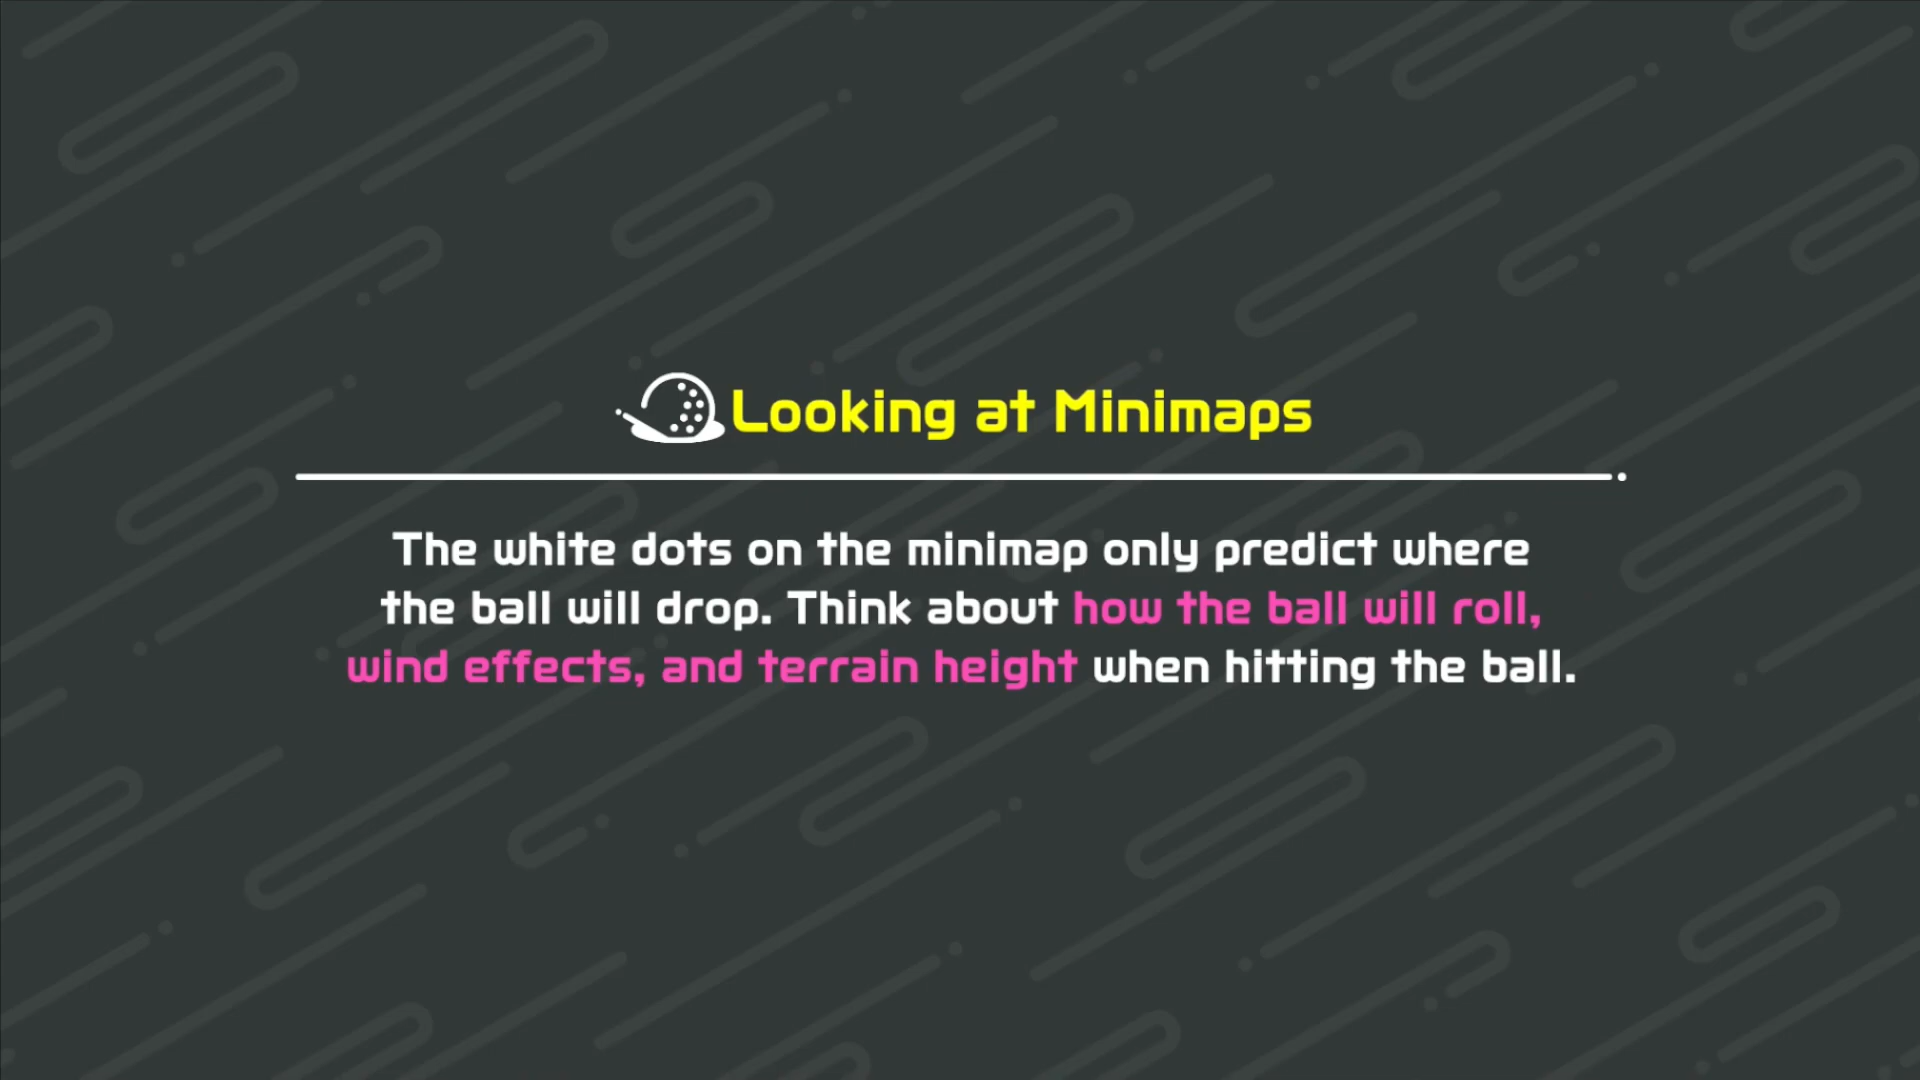 Looking at Minimaps
The white dots on the minimap only predict where
the ball will drop. Think about how the ball will roll,
wind effects, and terrain height when hitting the ball.